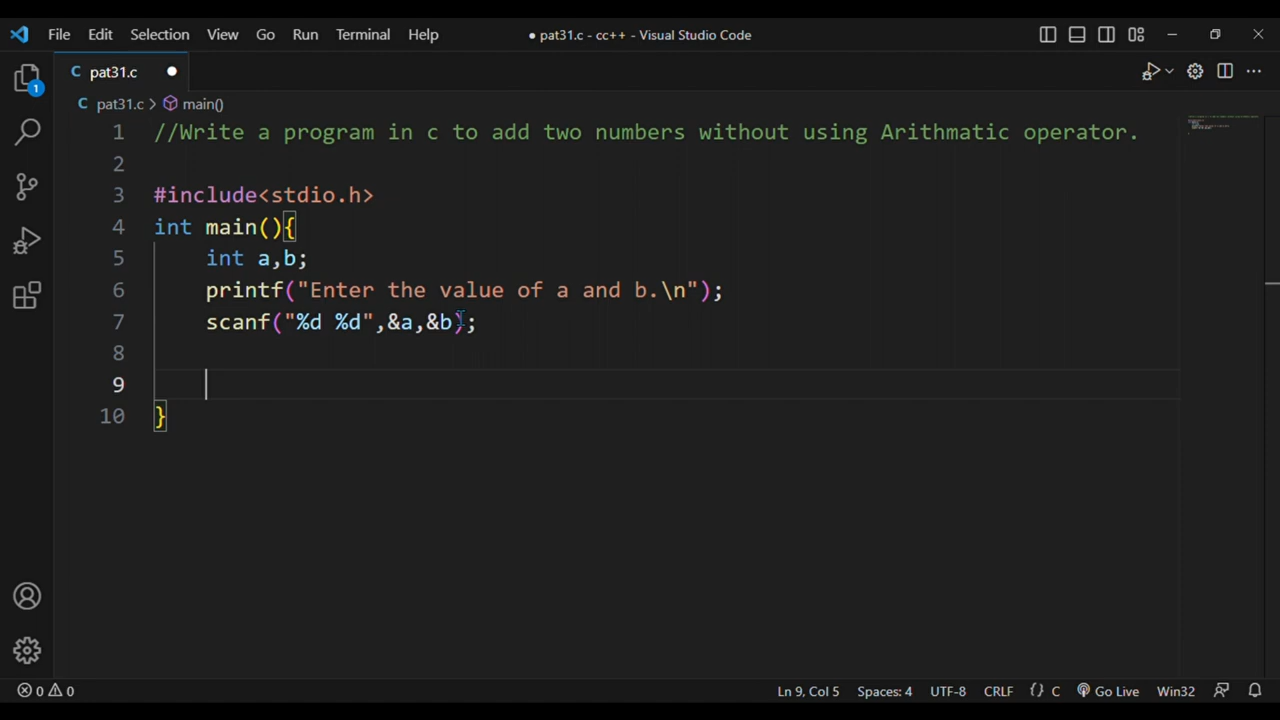 File Edit Selection View Go Run Terminal Help ● pat31.c - cc++ - Visual Studio Code
C pat31.c ●
C pat31.c > main()
1 //Write a program in c to add two numbers without using Arithmatic operator.
2
3 #include<stdio.h>
4 int main(){
5 int a,b;
6 printf("Enter the value of a and b.\n");
7 scanf("%d %d",&a,&b);
8
9
10 }
1
0 0 Ln 9, Col 5 Spaces: 4 UTF-8 CRLF {} C Go Live Win32